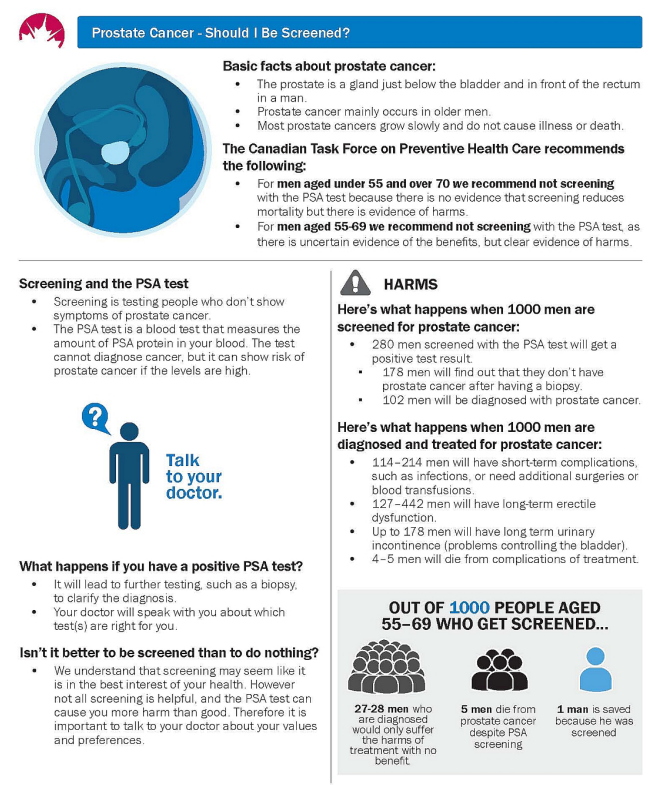 Prostate Cancer - Should I Be Screened?
Basic facts about prostate cancer:
• The prostate is a gland just below the bladder and in front of the rectum
in a man.
• Prostate cancer mainly occurs in older men.
• Most prostate cancers grow slowly and do not cause illness or death.
The Canadian Task Force on Preventive Health Care recommends
the following:
• For men aged under 55 and over 70 we recommend not screening
with the PSA test because there is no evidence that screening reduces
mortality but there is evidence of harms.
• For men aged 55-69 we recommend not screening with the PSA test, as
there is uncertain evidence of the benefits, but clear evidence of harms.
Screening and the PSA test
• Screening is testing people who don't show
symptoms of prostate cancer.
• The PSA test is a blood test that measures the
amount of PSA protein in your blood. The test
cannot diagnose cancer, but it can show risk of
prostate cancer if the levels are high.
?
Talk
to your
doctor.
What happens if you have a positive PSA test?
• It will lead to further testing, such as a biopsy,
to clarify the diagnosis.
• Your doctor will speak with you about which
test(s) are right for you.
Isn't it better to be screened than to do nothing?
• We understand that screening may seem like it
is in the best interest of your health. However
not all screening is helpful, and the PSA test can
cause you more harm than good. Therefore it is
important to talk to your doctor about your values
and preferences.
! HARMS
Here's what happens when 1000 men are
screened for prostate cancer:
• 280 men screened with the PSA test will get a
positive test result.
▪ 178 men will find out that they don't have
prostate cancer after having a biopsy.
▪ 102 men will be diagnosed with prostate cancer.
Here's what happens when 1000 men are
diagnosed and treated for prostate cancer:
• 114–214 men will have short-term complications,
such as infections, or need additional surgeries or
blood transfusions.
• 127–442 men will have long-term erectile
dysfunction.
• Up to 178 men will have long term urinary
incontinence (problems controlling the bladder).
• 4–5 men will die from complications of treatment.
OUT OF 1000 PEOPLE AGED
55–69 WHO GET SCREENED...
27-28 men who
are diagnosed
would only suffer
the harms of
treatment with no
benefit.
5 men die from
prostate cancer
despite PSA
screening
1 man is saved
because he was
screened